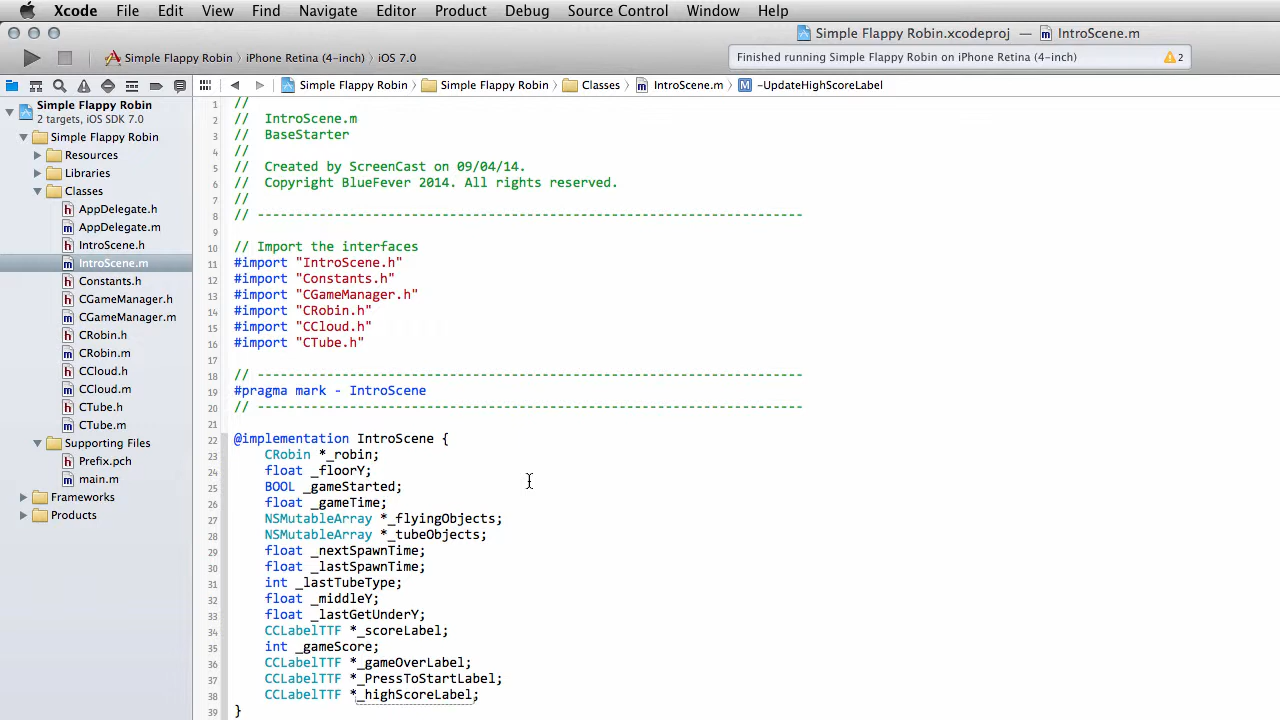 Xcode File Edit View Find Navigate Editor Product Debug Source Control Window Help
Simple Flappy Robin.xcodeproj — IntroScene.m
Simple Flappy Robin › iPhone Retina (4-inch) › iOS 7.0
Finished running Simple Flappy Robin on iPhone Retina (4-inch) 2
Simple Flappy Robin › Simple Flappy Robin › Classes › IntroScene.m › M -UpdateHighScoreLabel
Simple Flappy Robin
2 targets, iOS SDK 7.0
Simple Flappy Robin
Resources
Libraries
Classes
h AppDelegate.h
m AppDelegate.m
h IntroScene.h
m IntroScene.m
h Constants.h
h CGameManager.h
m CGameManager.m
h CRobin.h
m CRobin.m
h CCloud.h
m CCloud.m
h CTube.h
m CTube.m
Supporting Files
h Prefix.pch
m main.m
Frameworks
Products
1 //
2 // IntroScene.m
3 // BaseStarter
4 //
5 // Created by ScreenCast on 09/04/14.
6 // Copyright BlueFever 2014. All rights reserved.
7 //
8 // -----------------------------------------------------------------------
9
10 // Import the interfaces
11 #import "IntroScene.h"
12 #import "Constants.h"
13 #import "CGameManager.h"
14 #import "CRobin.h"
15 #import "CCloud.h"
16 #import "CTube.h"
17
18 // -----------------------------------------------------------------------
19 #pragma mark - IntroScene
20 // -----------------------------------------------------------------------
21
22 @implementation IntroScene {
23 CRobin *_robin;
24 float _floorY;
25 BOOL _gameStarted;
26 float _gameTime;
27 NSMutableArray *_flyingObjects;
28 NSMutableArray *_tubeObjects;
29 float _nextSpawnTime;
30 float _lastSpawnTime;
31 int _lastTubeType;
32 float _middleY;
33 float _lastGetUnderY;
34 CCLabelTTF *_scoreLabel;
35 int _gameScore;
36 CCLabelTTF *_gameOverLabel;
37 CCLabelTTF *_PressToStartLabel;
38 CCLabelTTF *_highScoreLabel;
39 }